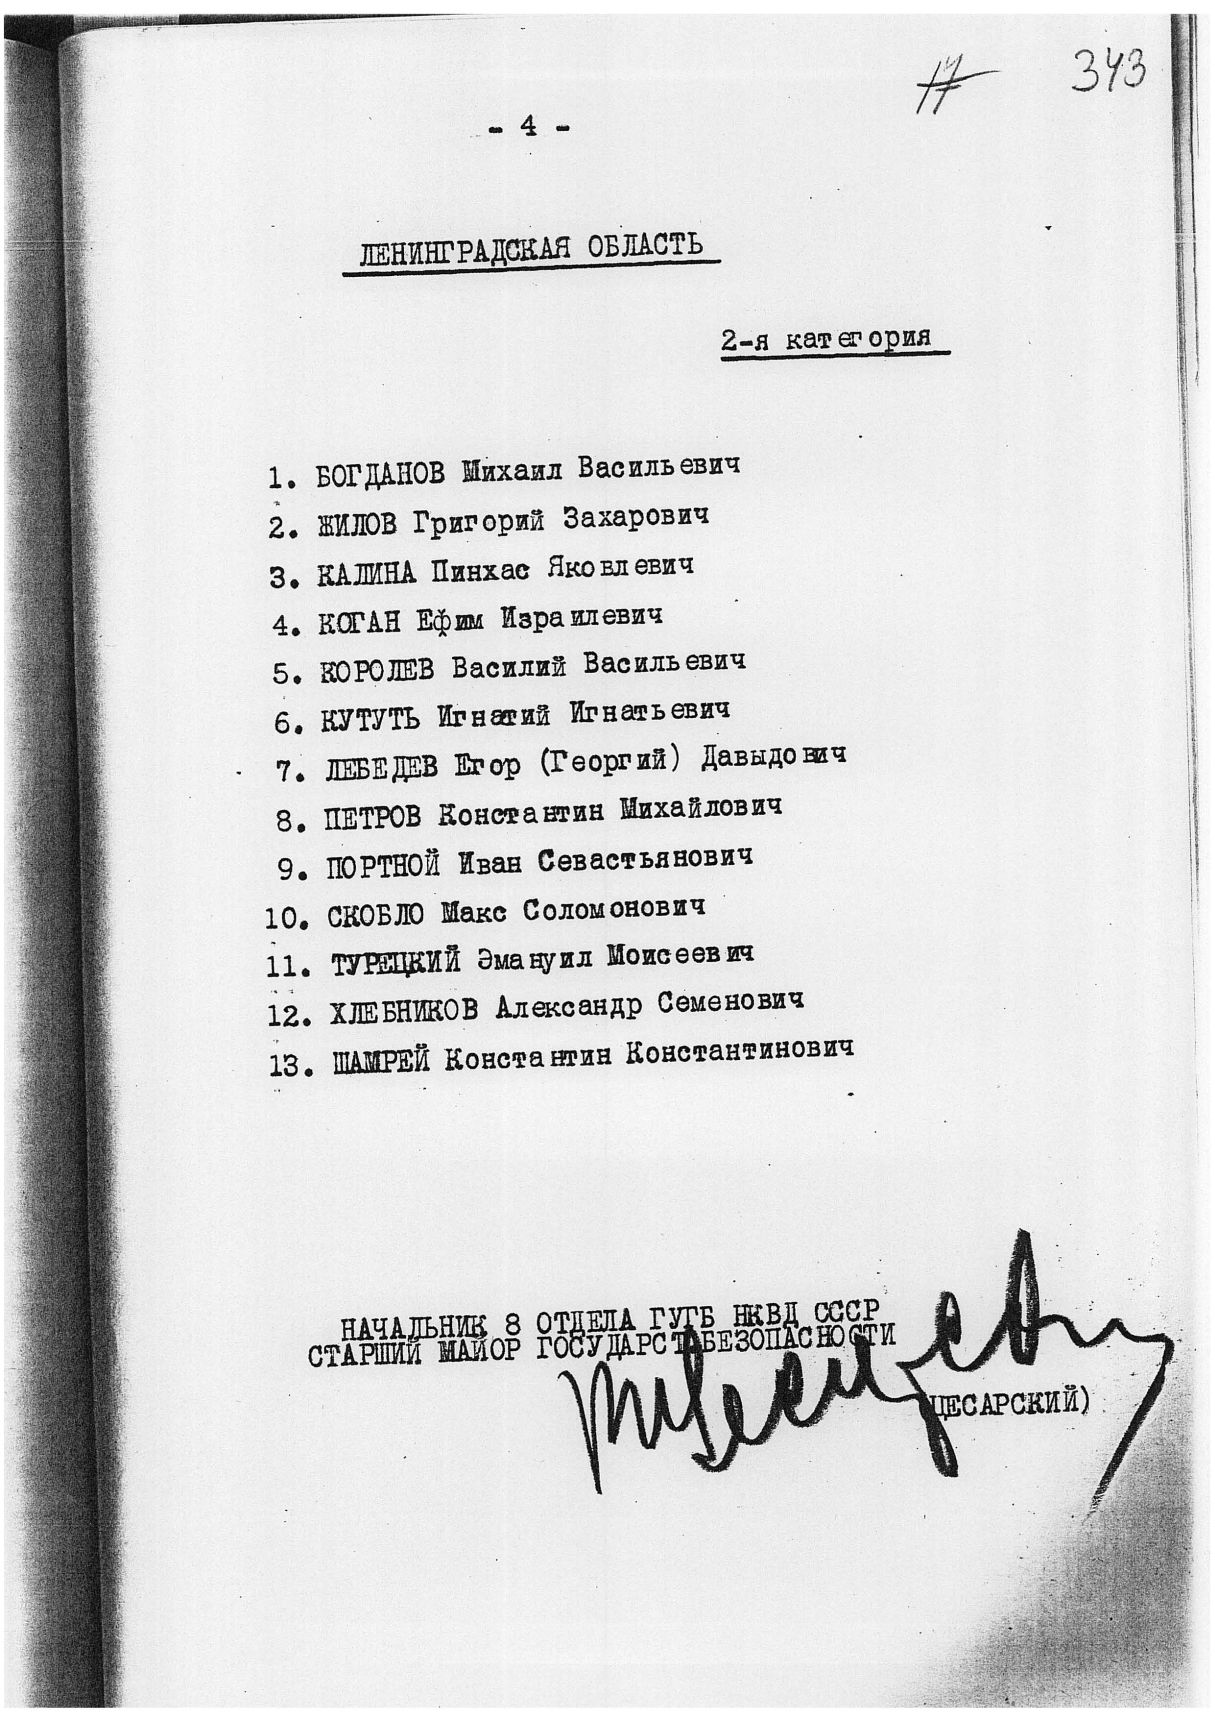 17 343
- 4 -
ЛЕНИНГРАДСКАЯ ОБЛАСТЬ
2-я категория
1. БОГДАНОВ Михаил Васильевич
2. ЖИЛОВ Григорий Захарович
3. КАЛИНА Пинхас Яковлевич
4. КОГАН Ефим Израилевич
5. КОРОЛЕВ Василий Васильевич
6. КУТУТЬ Игнатий Игнатьевич
7. ЛЕБЕДЕВ Егор (Георгий) Давыдович
8. ПЕТРОВ Константин Михайлович
9. ПОРТНОЙ Иван Севастьянович
10. СКОБЛО Макс Соломонович
11. ТУРЕЦКИЙ Эмануил Моисеевич
12. ХЛЕБНИКОВ Александр Семенович
13. ШАМРЕЙ Константин Константинович
НАЧАЛЬНИК 8 ОТДЕЛА ГУГБ НКВД СССР
СТАРШИЙ МАЙОР ГОСУДАРСТ.БЕЗОПАСНОСТИ
(ЦЕСАРСКИЙ)